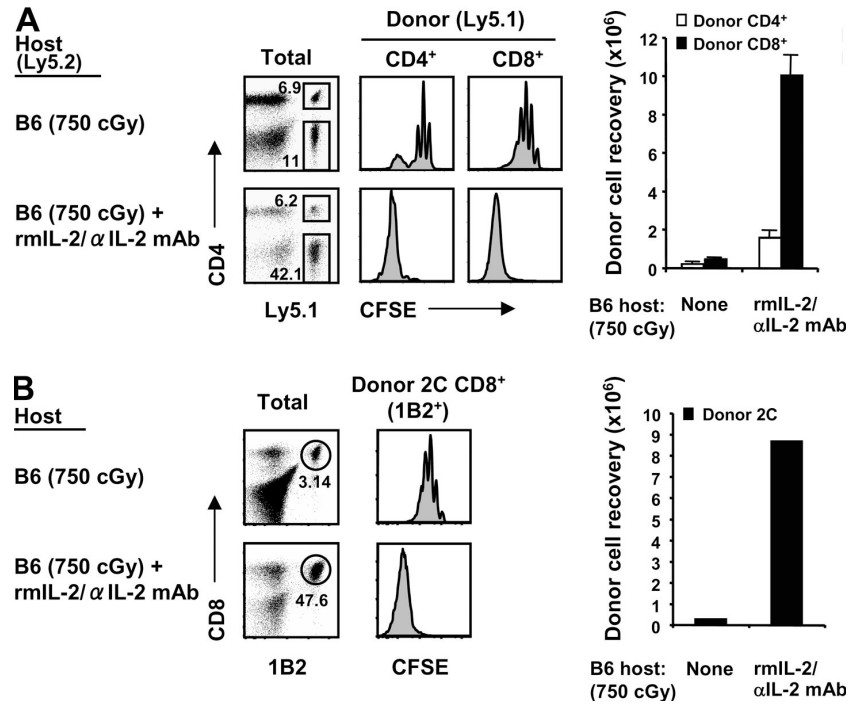 A
Host
(Ly5.2)
Donor (Ly5.1)
Total
CD4+
CD8+
B6 (750 cGy)
6.9
11
B6 (750 cGy) +
rmIL-2/αIL-2 mAb
6.2
42.1
CD4
Ly5.1
CFSE
Donor CD4+
Donor CD8+
Donor cell recovery (x10⁶)
12
10
8
6
4
2
0
B6 host:
(750 cGy)
None
rmIL-2/
αIL-2 mAb
B
Host
Total
Donor 2C CD8+
(1B2+)
B6 (750 cGy)
3.14
B6 (750 cGy) +
rmIL-2/αIL-2 mAb
47.6
CD8
1B2
CFSE
Donor 2C
Donor cell recovery (x10⁶)
10
9
8
7
6
5
4
3
2
1
0
B6 host:
(750 cGy)
None
rmIL-2/
αIL-2 mAb